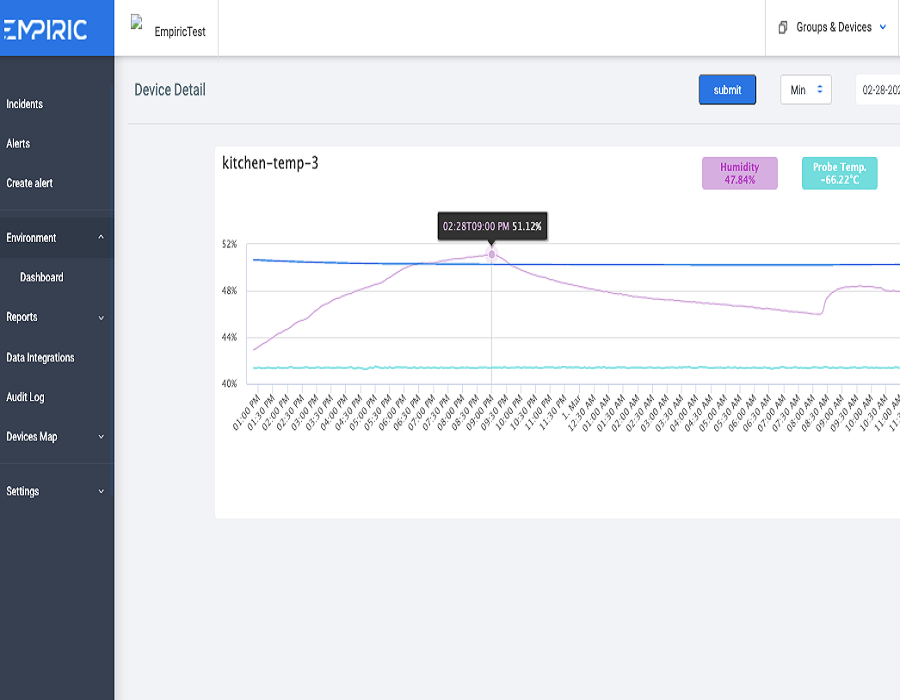 EMPIRIC
EmpiricTest
Groups & Devices
Device Detail
submit
Min
02-28-202
Incidents
Alerts
Create alert
Environment
Dashboard
Reports
Data Integrations
Audit Log
Devices Map
Settings
kitchen-temp-3
Humidity
47.84%
Probe Temp.
-66.22°C
02:28T09:00 PM 51.12%
52%
48%
44%
40%
01:00 PM
01:30 PM
02:00 PM
02:30 PM
03:00 PM
03:30 PM
04:00 PM
04:30 PM
05:00 PM
05:30 PM
06:00 PM
06:30 PM
07:00 PM
07:30 PM
08:00 PM
08:30 PM
09:00 PM
09:30 PM
10:00 PM
10:30 PM
11:00 PM
11:30 PM
1. Mar
12:30 AM
01:00 AM
01:30 AM
02:00 AM
02:30 AM
03:00 AM
03:30 AM
04:00 AM
04:30 AM
05:00 AM
05:30 AM
06:00 AM
06:30 AM
07:00 AM
07:30 AM
08:00 AM
08:30 AM
09:00 AM
09:30 AM
10:00 AM
10:30 AM
11:00 AM